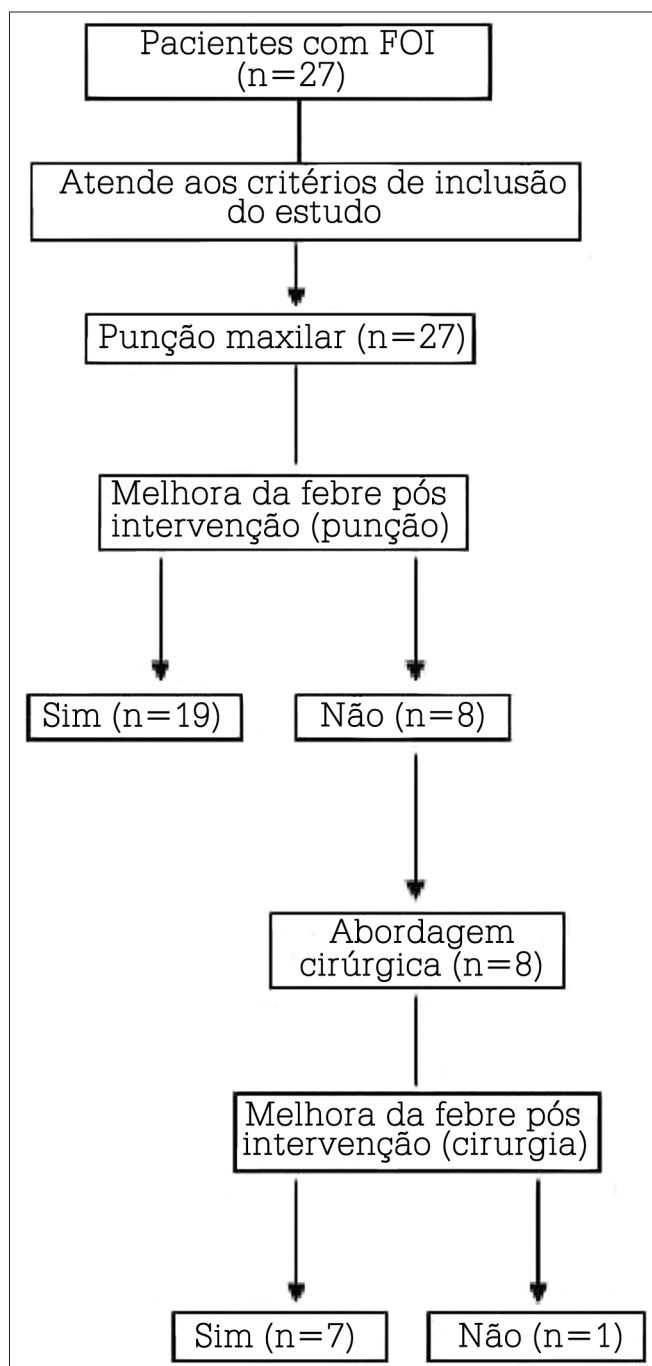 Pacientes com FOI
(n=27)
Atende aos critérios de inclusão
do estudo
Punção maxilar (n=27)
Melhora da febre pós
intervenção (punção)
Sim (n=19)
Não (n=8)
Abordagem
cirúrgica (n=8)
Melhora da febre pós
intervenção (cirurgia)
Sim (n=7)
Não (n=1)